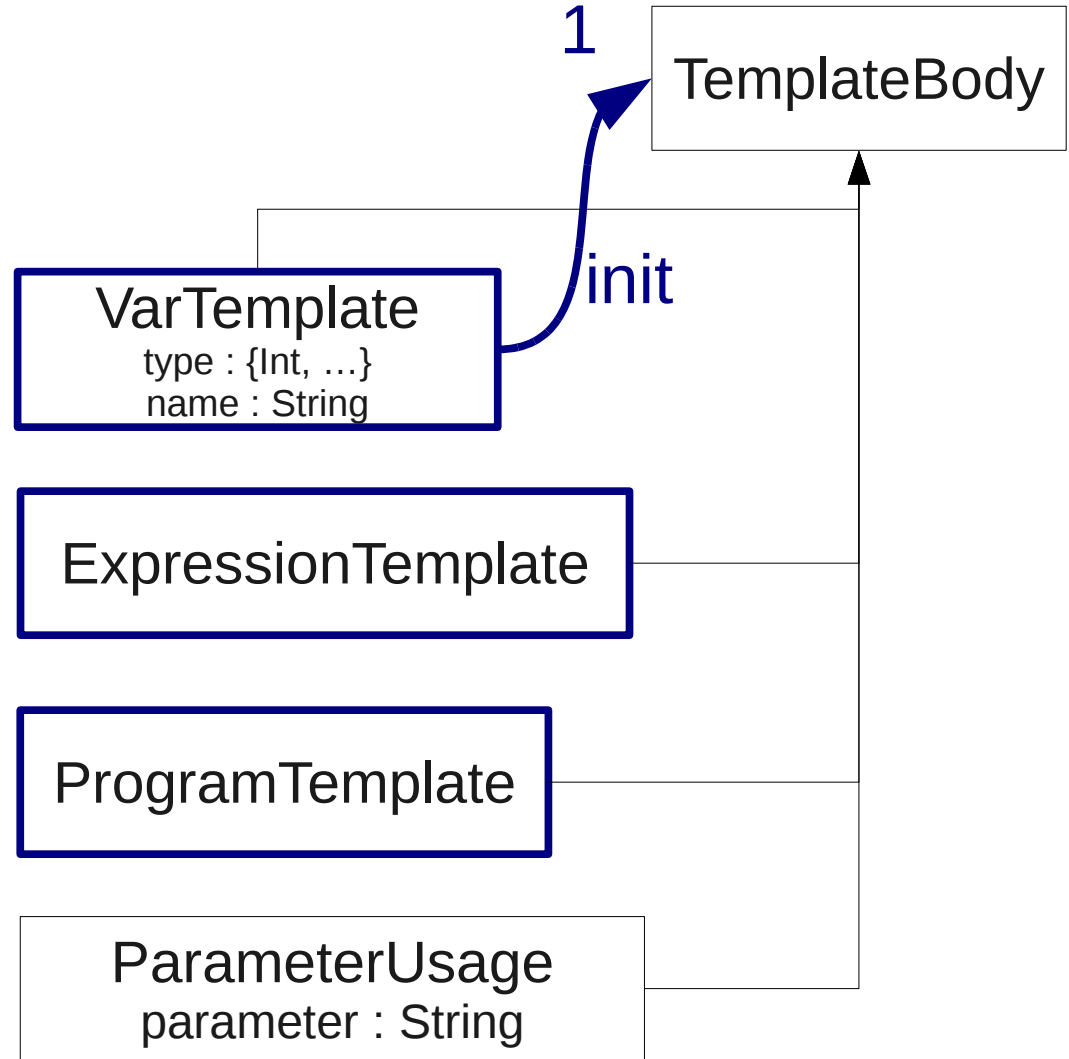 1
TemplateBody
init
VarTemplate
type : {Int, …}
name : String
ExpressionTemplate
ProgramTemplate
ParameterUsage
parameter : String